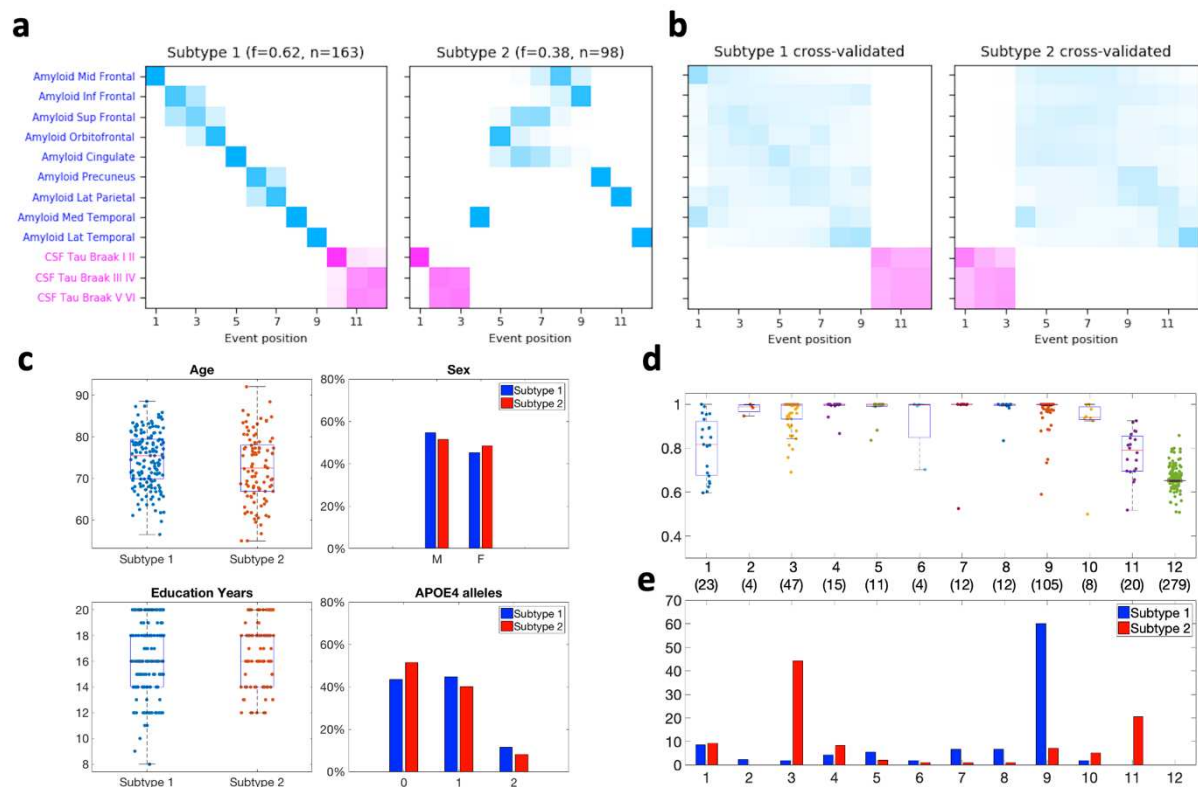 a
b
Subtype 1 (f=0.62, n=163)
Subtype 2 (f=0.38, n=98)
Subtype 1 cross-validated
Subtype 2 cross-validated
Amyloid Mid Frontal
Amyloid Inf Frontal
Amyloid Sup Frontal
Amyloid Orbitofrontal
Amyloid Cingulate
Amyloid Precuneus
Amyloid Lat Parietal
Amyloid Med Temporal
Amyloid Lat Temporal
CSF Tau Braak I II
CSF Tau Braak III IV
CSF Tau Braak V VI
1 3 5 7 9 11
1 3 5 7 9 11
1 3 5 7 9 11
1 3 5 7 9 11
Event position
Event position
Event position
Event position
c
Age
90
80
70
60
Subtype 1 Subtype 2
Sex
80%
60%
40%
20%
0%
Subtype 1
Subtype 2
M F
Education Years
20
18
16
14
12
10
8
Subtype 1 Subtype 2
APOE4 alleles
80%
60%
40%
20%
0%
Subtype 1
Subtype 2
0 1 2
d
1
0.8
0.6
0.4
1 2 3 4 5 6 7 8 9 10 11 12
(23) (4) (47) (15) (11) (4) (12) (12) (105) (8) (20) (279)
e
70
60
50
40
30
20
10
0
Subtype 1
Subtype 2
1 2 3 4 5 6 7 8 9 10 11 12